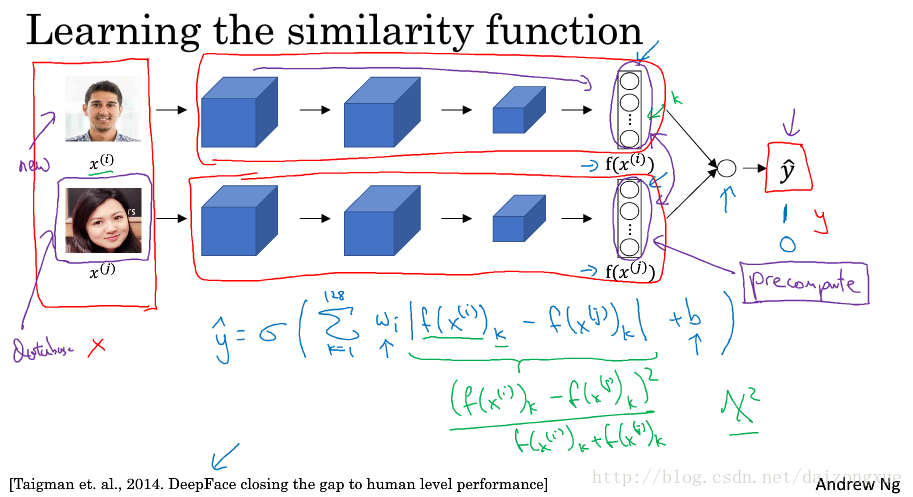 Learning the similarity function
new
x^(i)
f(x^(i))
k
ŷ
1 y
0
x^(j)
f(x^(j))
precompute
Database x
ŷ = σ ( ∑_{k=1}^{128} w_i | f(x^(i))_k - f(x^(j))_k | + b )
(f(x^(i))_k - f(x^(j))_k)^2
f(x^(i))_k + f(x^(j))_k
χ^2
[Taigman et. al., 2014. DeepFace closing the gap to human level performance]
http://blog.csdn.net/daizongxue
Andrew Ng